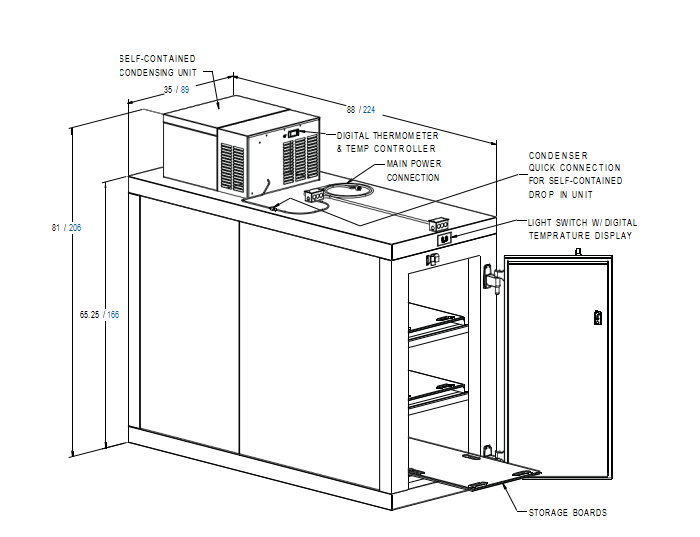 SELF-CONTAINED
CONDENSING UNIT
35 / 89
88 / 224
DIGITAL THERMOMETER
& TEMP CONTROLLER
MAIN POWER
CONNECTION
CONDENSER
QUICK CONNECTION
FOR SELF-CONTAINED
DROP IN UNIT
LIGHT SWITCH W/ DIGITAL
TEMPRATURE DISPLAY
81 / 206
65.25 / 166
STORAGE BOARDS